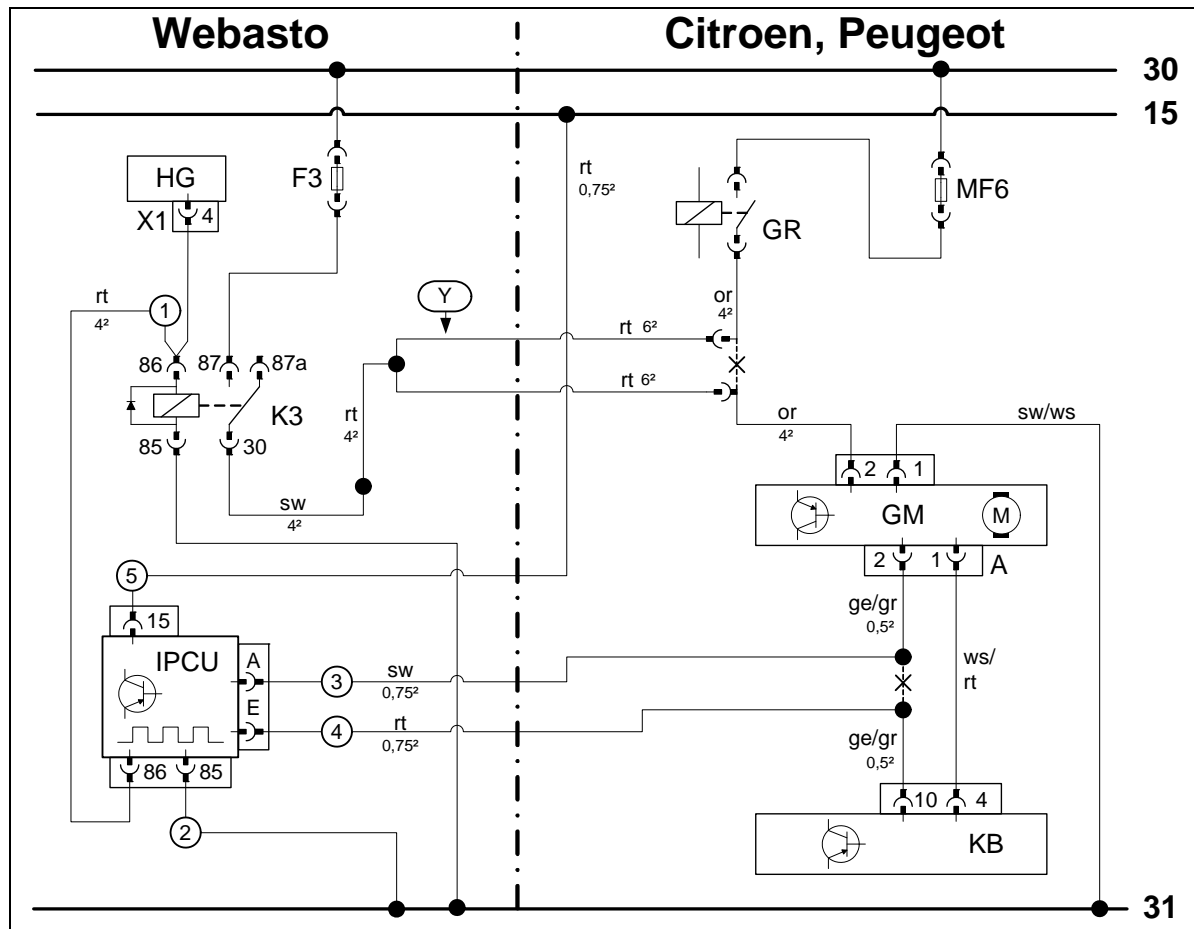 Webasto
Citroen, Peugeot
30
15
HG
X1 4
F3
rt
0,75²
GR
MF6
rt
4²
1
Y
or
4²
rt 6²
86 87 87a
K3
rt 6²
rt
4²
85 30
or
4²
sw/ws
sw
4²
2 1
GM
M
5
2 1
A
15
ge/gr
0,5²
IPCU
A
3
sw
0,75²
ws/
rt
E
4
rt
0,75²
ge/gr
0,5²
86 85
10 4
2
KB
31